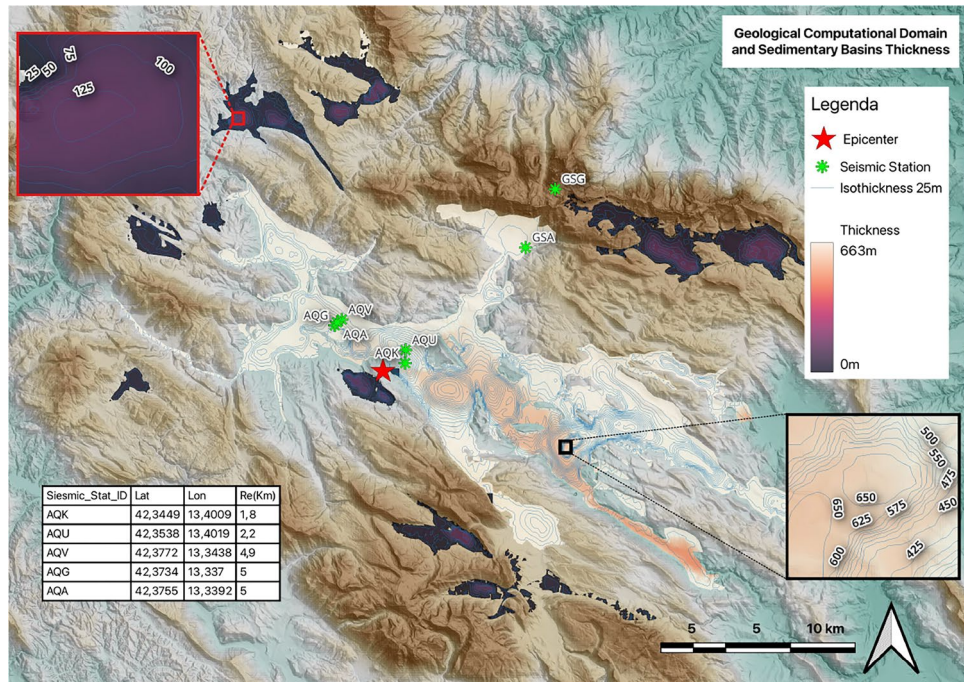 Geological Computational Domain
and Sedimentary Basins Thickness
25
50
75
100
125
Legenda
Epicenter
Seismic Station
Isothickness 25m
Thickness
663m
0m
GSG
GSA
AQG
AQV
AQA
AQU
AQK
500
550
475
450
650
650
625
575
600
425
Siesmic_Stat_ID Lat Lon Re(Km)
AQK 42,3449 13,4009 1,8
AQU 42,3538 13,4019 2,2
AQV 42,3772 13,3438 4,9
AQG 42,3734 13,337 5
AQA 42,3755 13,3392 5
5 5 10 km